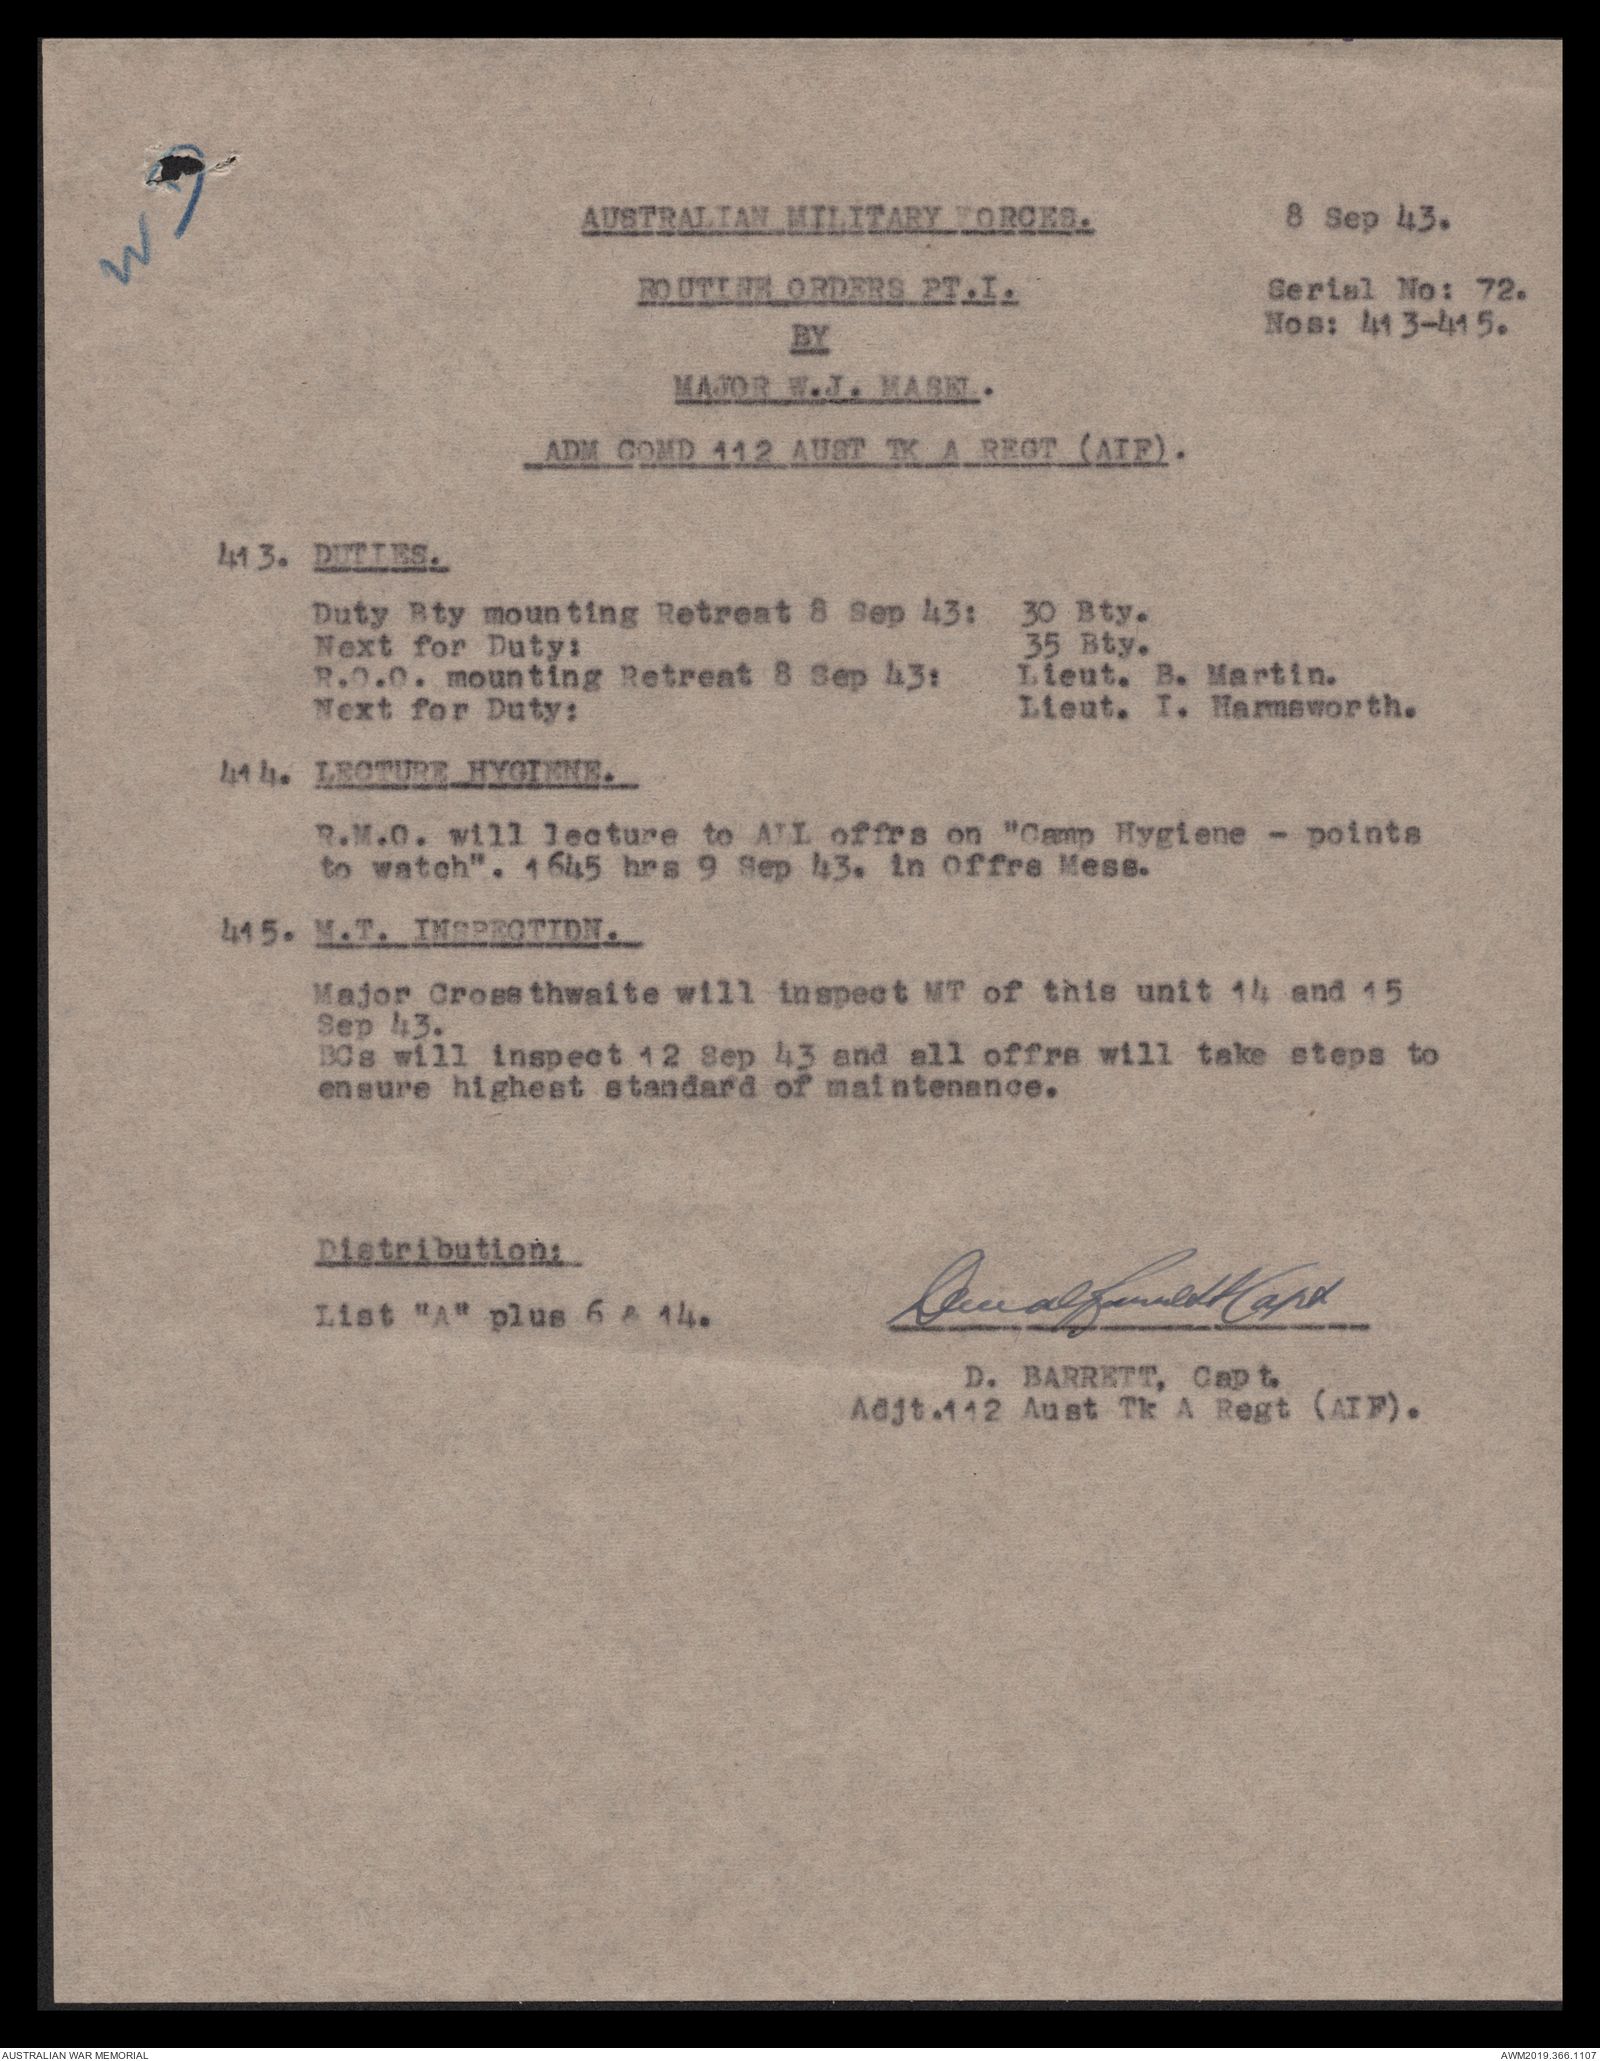 AUSTRALIAN MILITARY FORCES. 8 Sep 43.
ROUTINE ORDERS PT.I. Serial No: 72.
Nos: 413-415.
BY
MAJOR W.J. MASEL.
ADM COMD 112 AUST TK A REGT (AIF).
413. DUTIES.
Duty Bty mounting Retreat 8 Sep 43: 30 Bty.
Next for Duty: 35 Bty.
R.O.O. mounting Retreat 8 Sep 43: Lieut. B. Martin.
Next for Duty: Lieut. I. Harmsworth.
414. LECTURE HYGIENE.
R.M.O. will lecture to ALL offrs on "Camp Hygiene - points
to watch". 1645 hrs 9 Sep 43. in Offrs Mess.
415. M.T. INSPECTION.
Major Crossthwaite will inspect MT of this unit 14 and 15
Sep 43.
BCs will inspect 12 Sep 43 and all offrs will take steps to
ensure highest standard of maintenance.
Distribution:
List "A" plus 6 & 14.
Capt
D. BARRETT, Capt.
Adjt.112 Aust Tk A Regt (AIF).
AUSTRALIAN WAR MEMORIAL AWM2019.366.1107